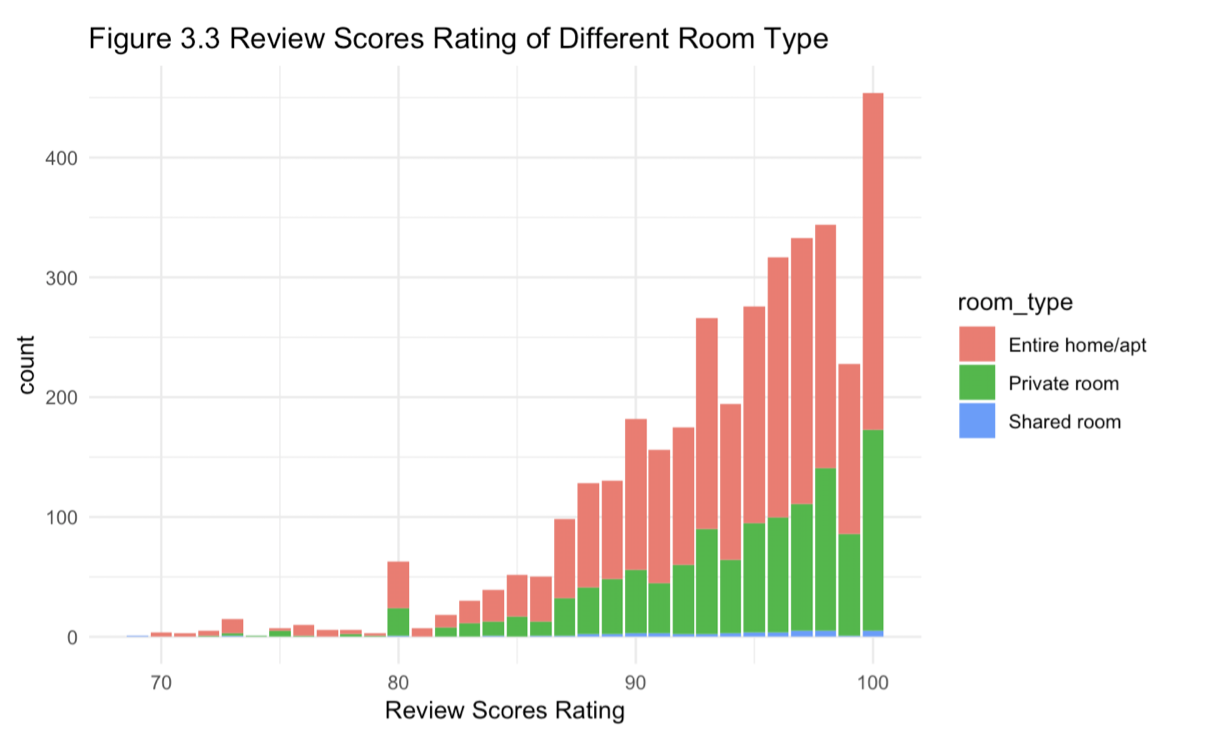 Figure 3.3 Review Scores Rating of Different Room Type
400
300
200
100
0
count
70 80 90 100
Review Scores Rating
room_type
Entire home/apt
Private room
Shared room